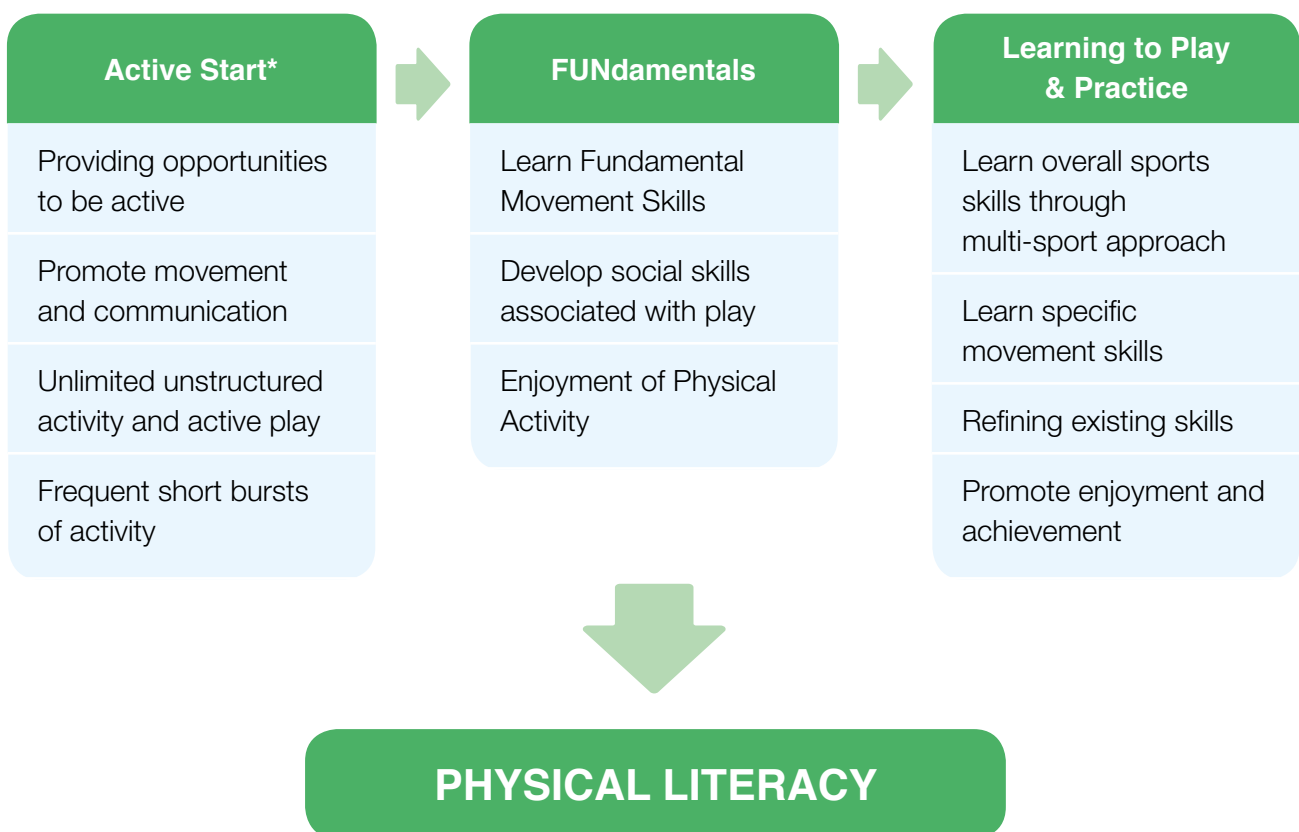 Active Start*
Providing opportunities
to be active
Promote movement
and communication
Unlimited unstructured
activity and active play
Frequent short bursts
of activity
FUNdamentals
Learn Fundamental
Movement Skills
Develop social skills
associated with play
Enjoyment of Physical
Activity
Learning to Play
& Practice
Learn overall sports
skills through
multi-sport approach
Learn specific
movement skills
Refining existing skills
Promote enjoyment and
achievement
PHYSICAL LITERACY